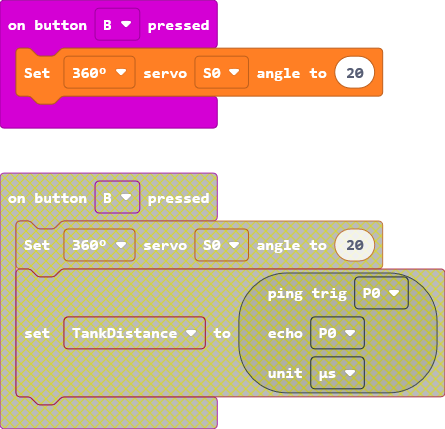 on button B pressed
Set 360º servo S0 angle to 20
on button B pressed
Set 360º servo S0 angle to 20
set TankDistance to ping trig P0
echo P0
unit µs